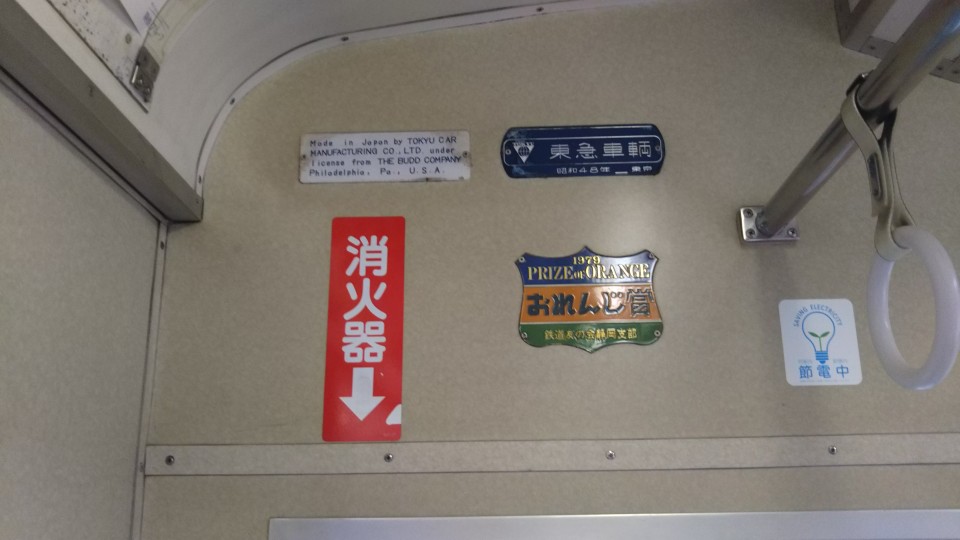 Made in Japan by TOKYU CAR
MANUFACTURING CO., LTD. under
license from THE BUDD COMPANY
Philadelphia, Pa., U.S.A.
東急車輌
昭和48年 東京
消火器
1979
PRIZE OF ORANGE
おれんじ賞
鉄道友の会静岡支部
SAVING ELECTRICITY
節電中